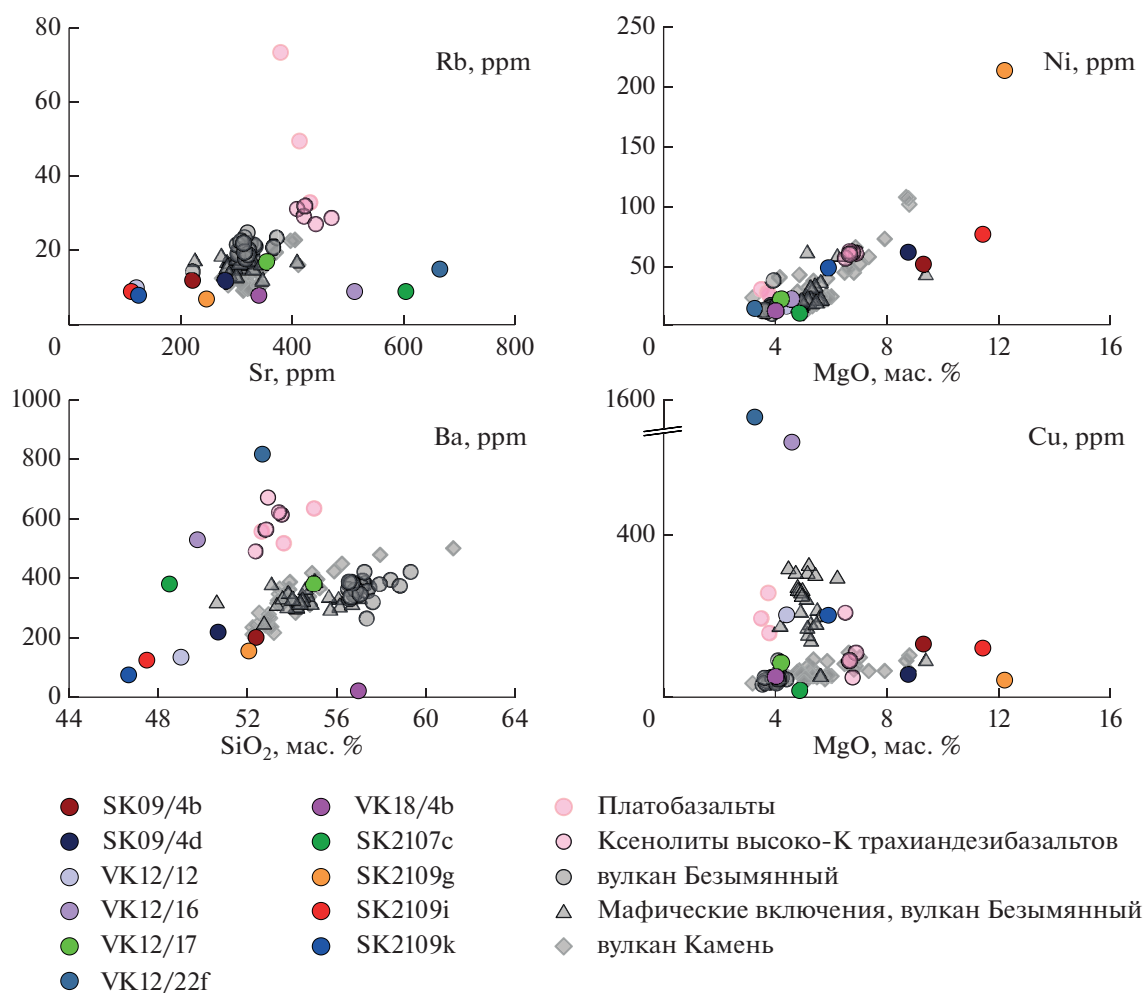 80
60
40
20
0
200
400
600
800
Rb, ppm
Sr, ppm
250
200
150
100
50
0
4
8
12
16
Ni, ppm
MgO, мас. %
1000
800
600
400
200
0
44
48
52
56
60
64
Ba, ppm
SiO2, мас. %
1600
400
0
4
8
12
16
Cu, ppm
MgO, мас. %
SK09/4b
SK09/4d
VK12/12
VK12/16
VK12/17
VK12/22f
VK18/4b
SK2107c
SK2109g
SK2109i
SK2109k
Платобазальты
Ксенолиты высоко-К трахиандезибазальтов
вулкан Безымянный
Мафические включения, вулкан Безымянный
вулкан Камень